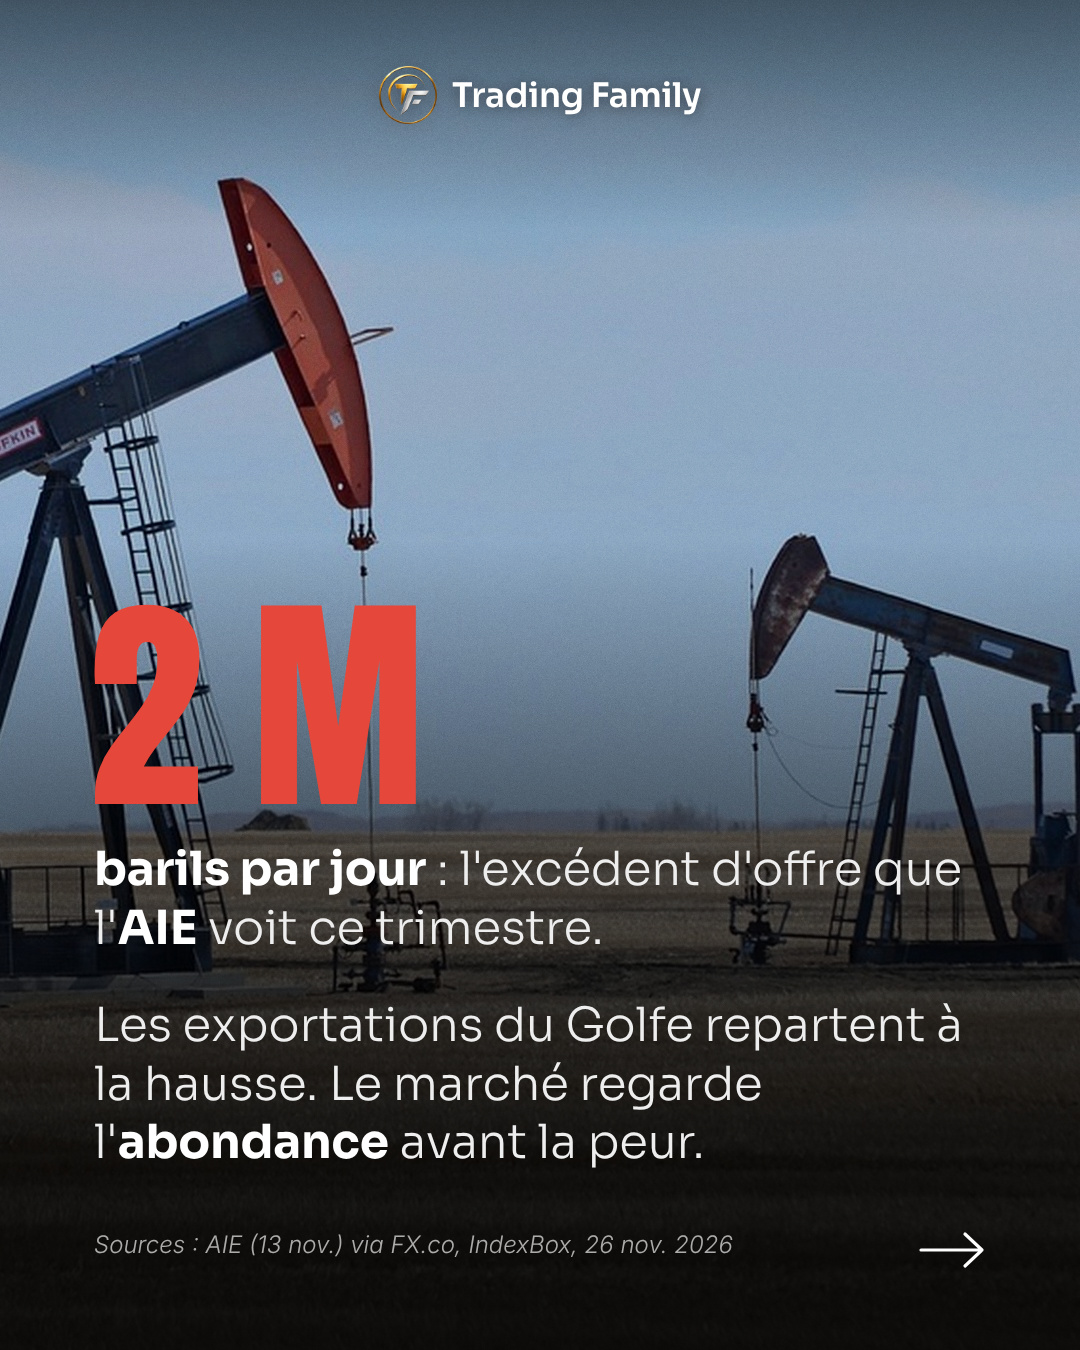 Trading Family
FKIN
2 M
barils par jour : l'excédent d'offre que
l'AIE voit ce trimestre.
Les exportations du Golfe repartent à
la hausse. Le marché regarde
l'abondance avant la peur.
Sources : AIE (13 nov.) via FX.co, IndexBox, 26 nov. 2026